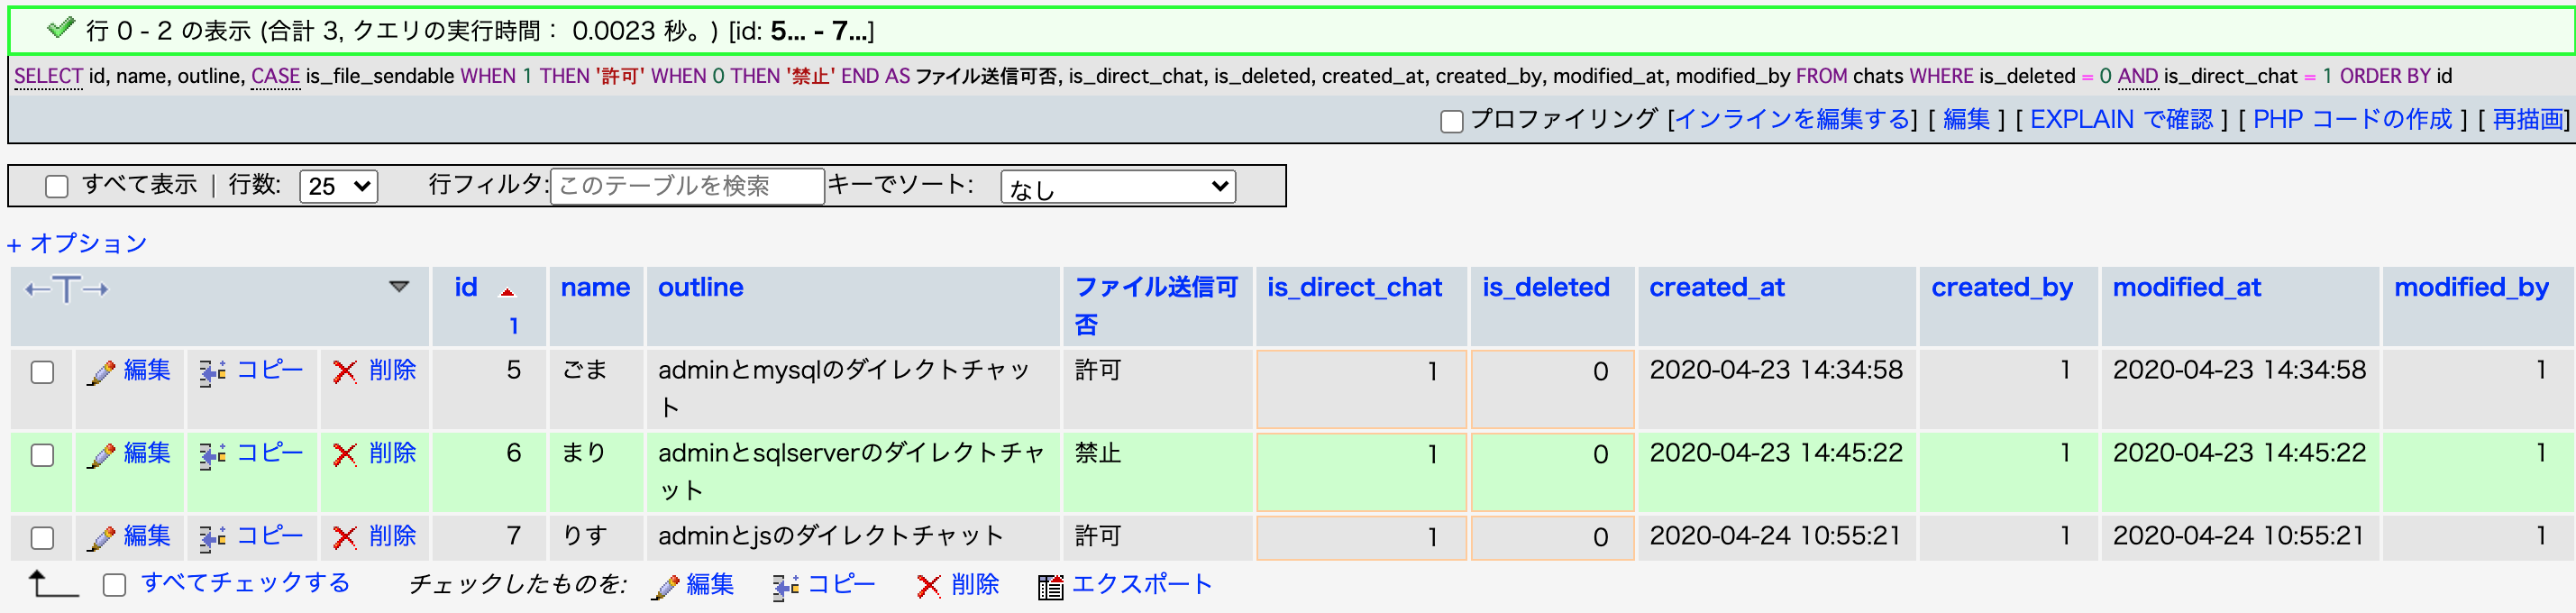 行 0 - 2 の表示 (合計 3, クエリの実行時間： 0.0023 秒。) [id: 5... - 7...]
SELECT id, name, outline, CASE is_file_sendable WHEN 1 THEN '許可' WHEN 0 THEN '禁止' END AS ファイル送信可否, is_direct_chat, is_deleted, created_at, created_by, modified_at, modified_by FROM chats WHERE is_deleted = 0 AND is_direct_chat = 1 ORDER BY id
プロファイリング [インラインを編集する] [ 編集 ] [ EXPLAIN で確認 ] [ PHP コードの作成 ] [ 再描画]
すべて表示 | 行数: 25 行フィルタ: このテーブルを検索 キーでソート: なし
+ オプション
←T→ id 1 name outline ファイル送信可否 is_direct_chat is_deleted created_at created_by modified_at modified_by
編集 コピー 削除 5 ごま adminとmysqlのダイレクトチャット 許可 1 0 2020-04-23 14:34:58 1 2020-04-23 14:34:58 1
編集 コピー 削除 6 まり adminとsqlserverのダイレクトチャット 禁止 1 0 2020-04-23 14:45:22 1 2020-04-23 14:45:22 1
編集 コピー 削除 7 りす adminとjsのダイレクトチャット 許可 1 0 2020-04-24 10:55:21 1 2020-04-24 10:55:21 1
すべてチェックする チェックしたものを: 編集 コピー 削除 エクスポート